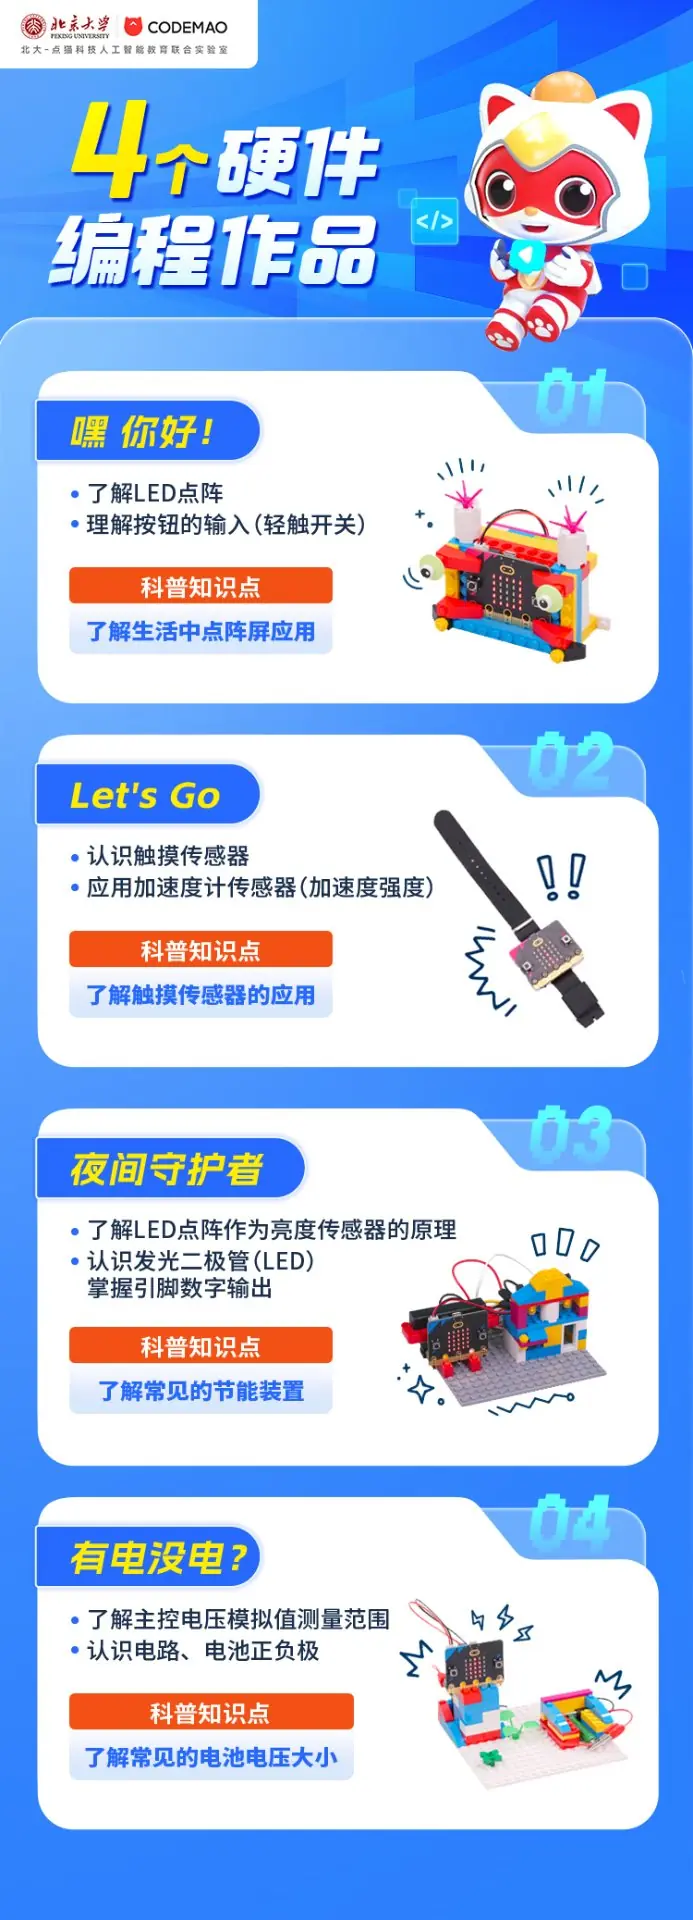 北京大学
PEKING UNIVERSITY
CODEMAO
北大-点猫科技人工智能教育联合实验室
4个硬件
编程作品
</>
01
嘿 你好!
• 了解LED点阵
• 理解按钮的输入(轻触开关)
科普知识点
了解生活中点阵屏应用
02
Let's Go
• 认识触摸传感器
• 应用加速度计传感器(加速度强度)
科普知识点
了解触摸传感器的应用
03
夜间守护者
• 了解LED点阵作为亮度传感器的原理
• 认识发光二极管(LED)
掌握引脚数字输出
科普知识点
了解常见的节能装置
04
有电没电?
• 了解主控电压模拟值测量范围
• 认识电路、电池正负极
科普知识点
了解常见的电池电压大小